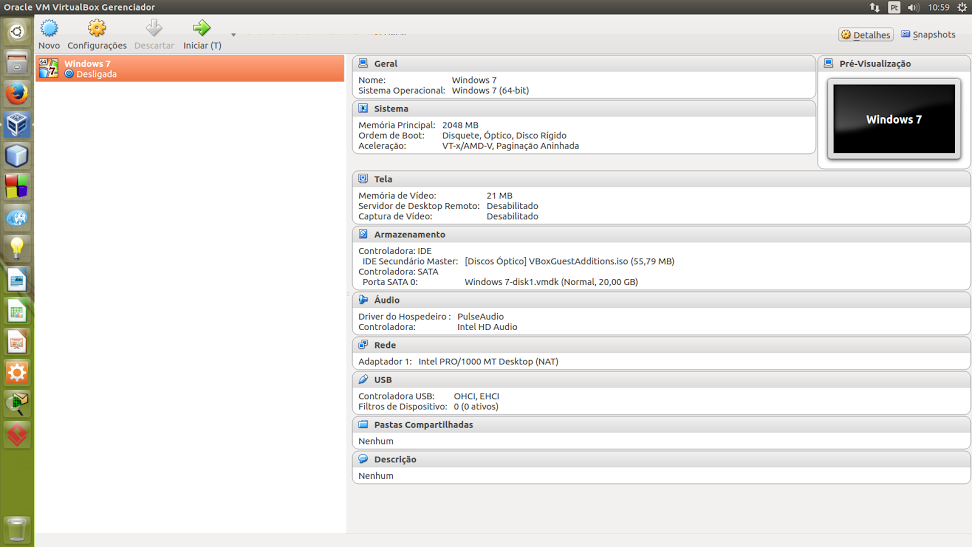 Oracle VM VirtualBox Gerenciador
Pt
10:59
Novo
Configurações
Descartar
Iniciar (T)
Detalhes
Snapshots
64
7
Windows 7
Desligada
Geral
Nome: Windows 7
Sistema Operacional: Windows 7 (64-bit)
Pré-Visualização
Windows 7
Sistema
Memória Principal: 2048 MB
Ordem de Boot: Disquete, Óptico, Disco Rígido
Aceleração: VT-x/AMD-V, Paginação Aninhada
Tela
Memória de Vídeo: 21 MB
Servidor de Desktop Remoto: Desabilitado
Captura de Vídeo: Desabilitado
Armazenamento
Controladora: IDE
IDE Secundário Master: [Discos Óptico] VBoxGuestAdditions.iso (55,79 MB)
Controladora: SATA
Porta SATA 0: Windows 7-disk1.vmdk (Normal, 20,00 GB)
Áudio
Driver do Hospedeiro : PulseAudio
Controladora: Intel HD Audio
Rede
Adaptador 1: Intel PRO/1000 MT Desktop (NAT)
USB
Controladora USB: OHCI, EHCI
Filtros de Dispositivo: 0 (0 ativos)
Pastas Compartilhadas
Nenhum
Descrição
Nenhum